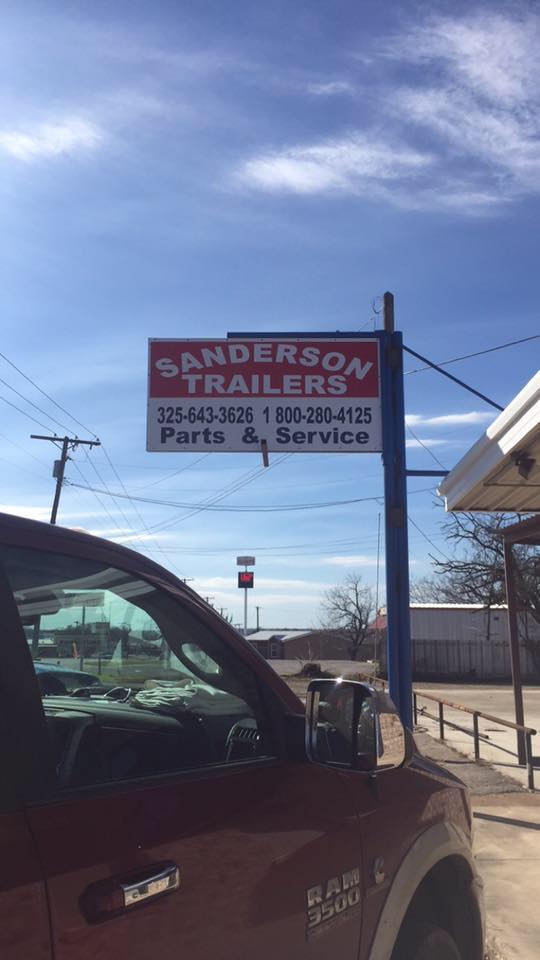 SANDERSON
TRAILERS
325-643-3626 1 800-280-4125
Parts & Service
RAM
3500